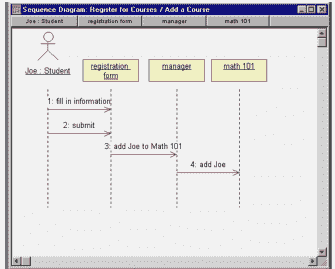 Sequence Diagram: Register for Courses / Add a Course
Joe : Student registration form manager math 101
Joe : Student
registration
form
manager
math 101
1: fill in information
2: submit
3: add Joe to Math 101
4: add Joe